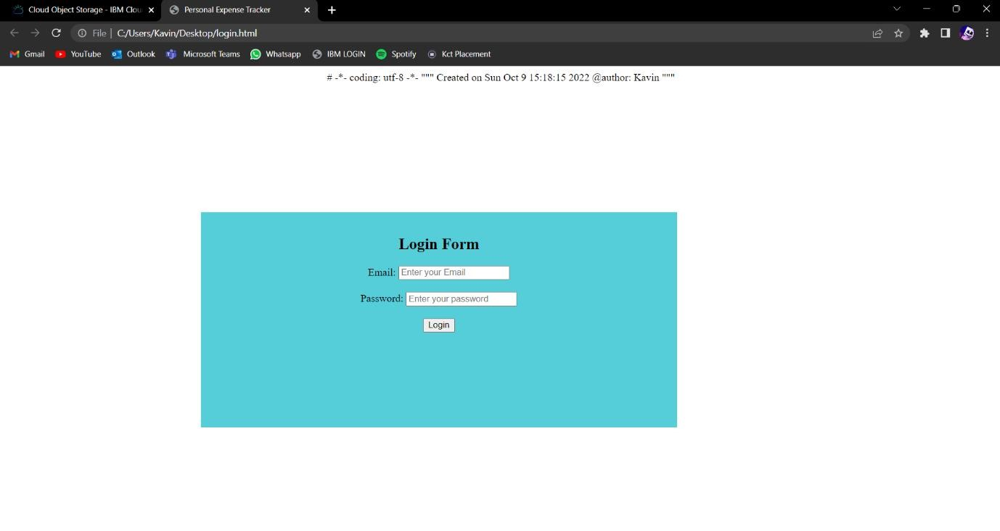 Cloud Object Storage - IBM Clou
Personal Expense Tracker
File
C:/Users/Kavin/Desktop/login.html
Gmail
YouTube
Outlook
Microsoft Teams
Whatsapp
IBM LOGIN
Spotify
Kct Placement
# -*- coding: utf-8 -*- """ Created on Sun Oct 9 15:18:15 2022 @author: Kavin """
Login Form
Email: Enter your Email
Password: Enter your password
Login